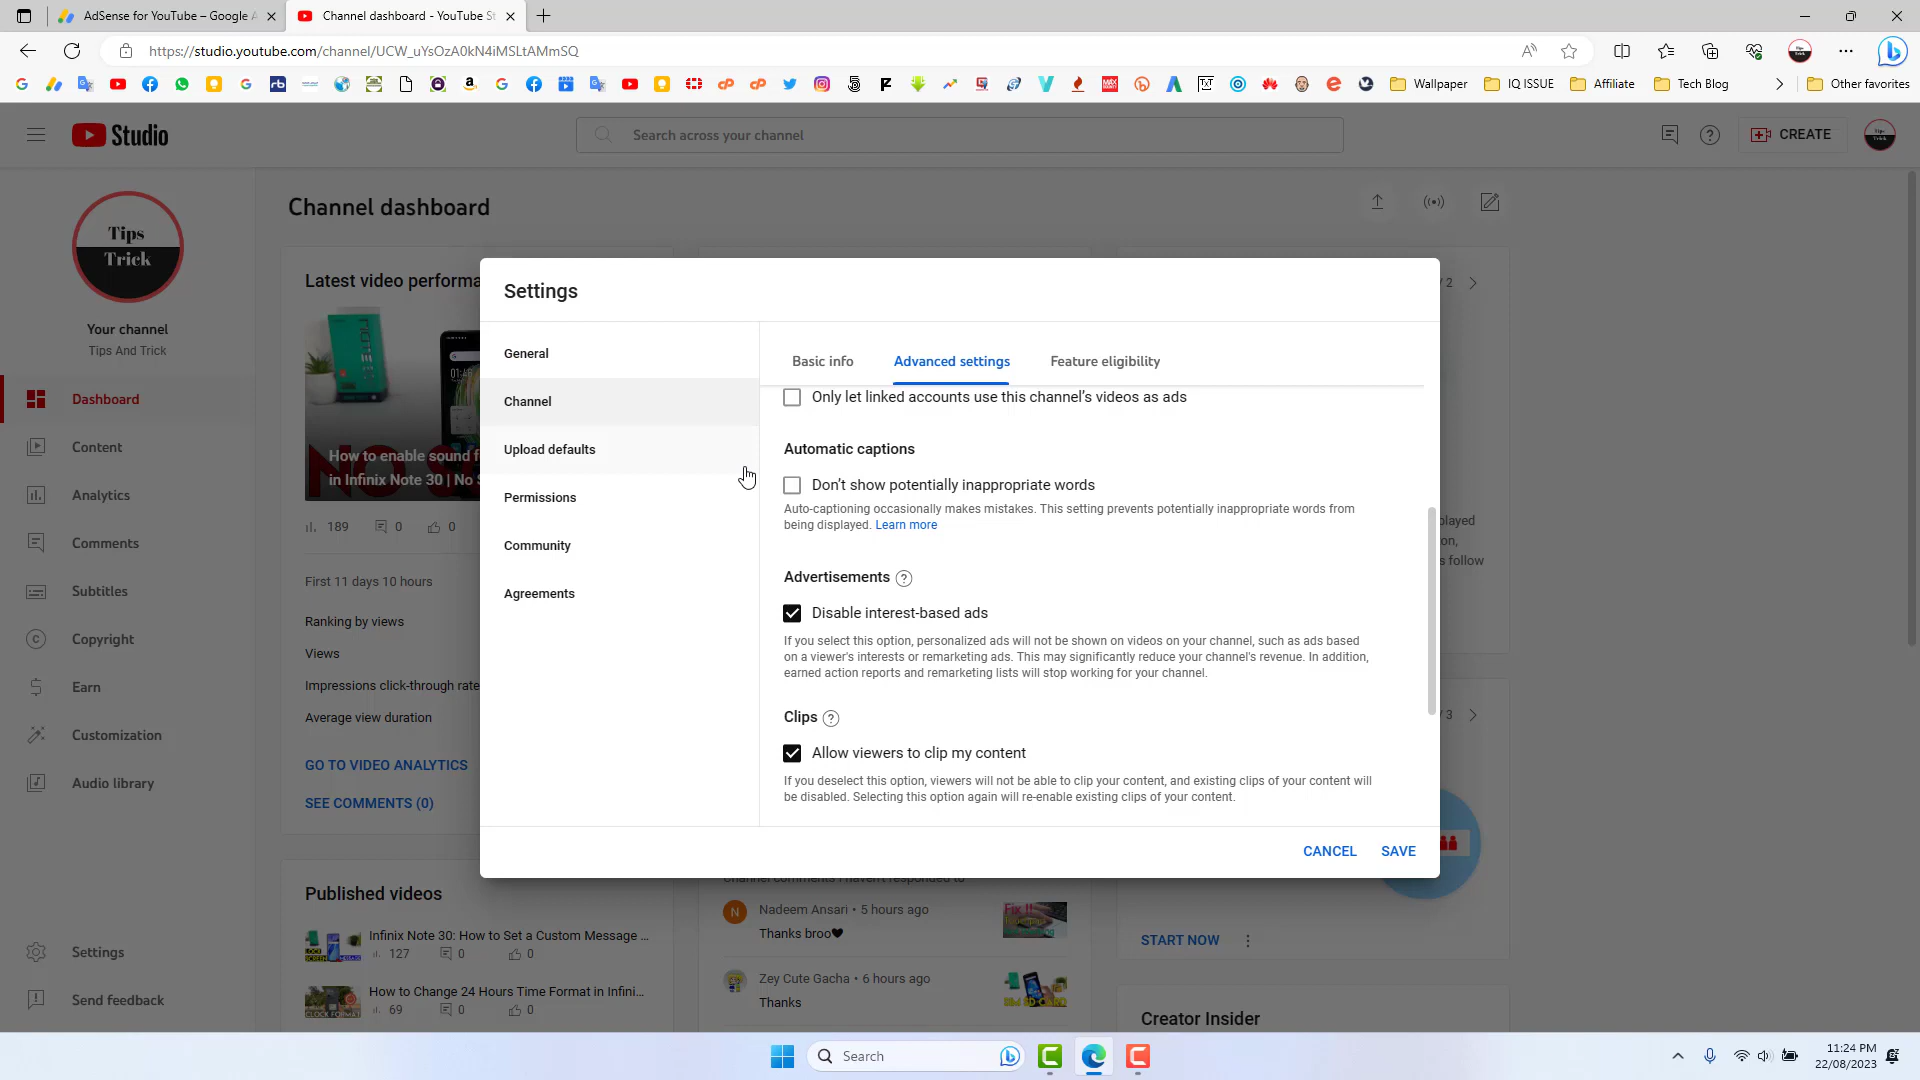 AdSense for YouTube – Google A
Channel dashboard - YouTube St
https://studio.youtube.com/channel/UCW_uYsOzA0kN4iMSLtAMmSQ
Wallpaper
IQ ISSUE
Affiliate
Tech Blog
Other favorites
Studio
Search across your channel
CREATE
Tips
Trick
Your channel
Tips And Trick
Dashboard
Content
Analytics
Comments
Subtitles
Copyright
Earn
Customization
Audio library
Settings
Send feedback
Channel dashboard
Latest video performa
How to enable sound f
in Infinix Note 30 | No S
189 0 0
First 11 days 10 hours
Ranking by views
Views
Impressions click-through rate
Average view duration
GO TO VIDEO ANALYTICS
SEE COMMENTS (0)
Published videos
Infinix Note 30: How to Set a Custom Message ...
127 0 0
How to Change 24 Hours Time Format in Infini...
69 0 0
Settings
General
Channel
Upload defaults
Permissions
Community
Agreements
Basic info
Advanced settings
Feature eligibility
Only let linked accounts use this channel's videos as ads
Automatic captions
Don't show potentially inappropriate words
Auto-captioning occasionally makes mistakes. This setting prevents potentially inappropriate words from
being displayed. Learn more
Advertisements
Disable interest-based ads
If you select this option, personalized ads will not be shown on videos on your channel, such as ads based
on a viewer's interests or remarketing ads. This may significantly reduce your channel's revenue. In addition,
earned action reports and remarketing lists will stop working for your channel.
Clips
Allow viewers to clip my content
If you deselect this option, viewers will not be able to clip your content, and existing clips of your content will
be disabled. Selecting this option again will re-enable existing clips of your content.
CANCEL
SAVE
Channel comments I haven't responded to
Nadeem Ansari • 5 hours ago
Thanks broo🖤
Zey Cute Gacha • 6 hours ago
Thanks
/ 2
played
on,
s follow
/ 3
START NOW
Creator Insider
Search
11:24 PM
22/08/2023